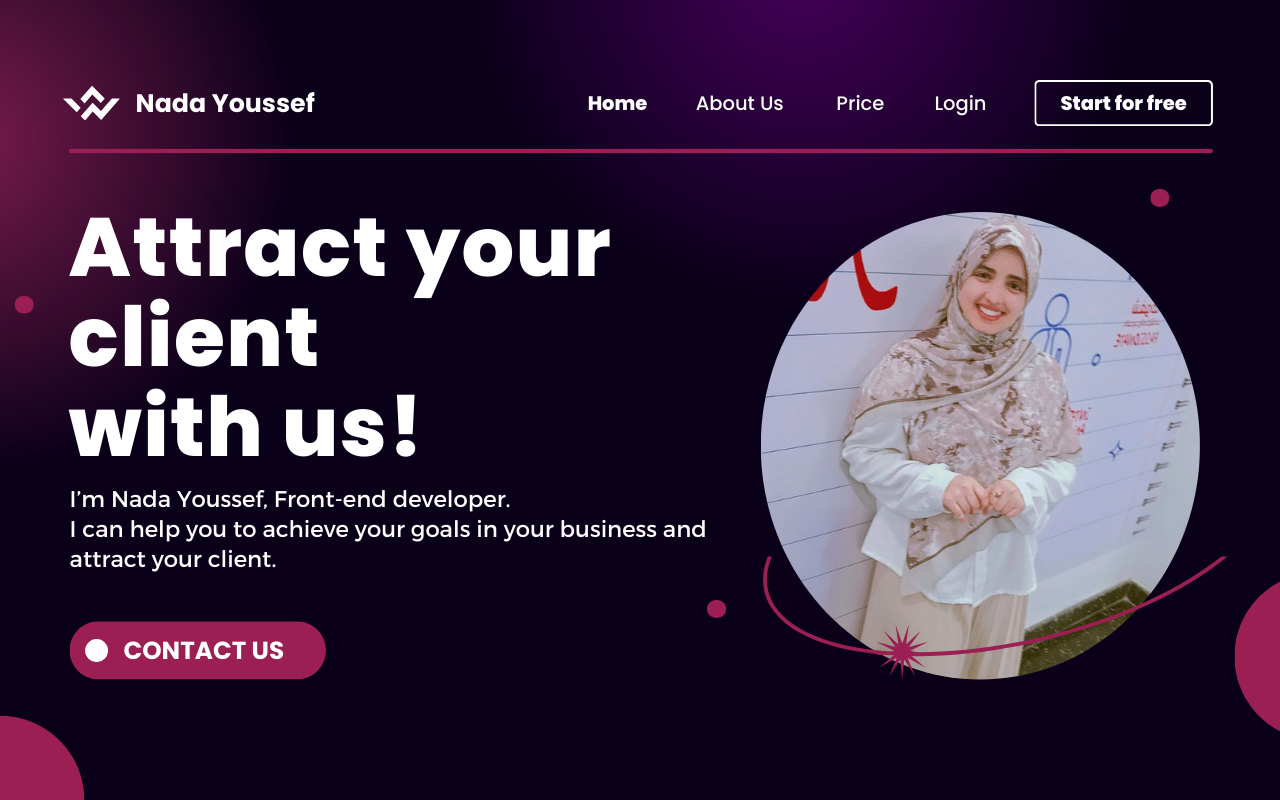 Nada Youssef
Home
About Us
Price
Login
Start for free
Attract your
client
with us!
I’m Nada Youssef, Front-end developer.
I can help you to achieve your goals in your business and
attract your client.
CONTACT US